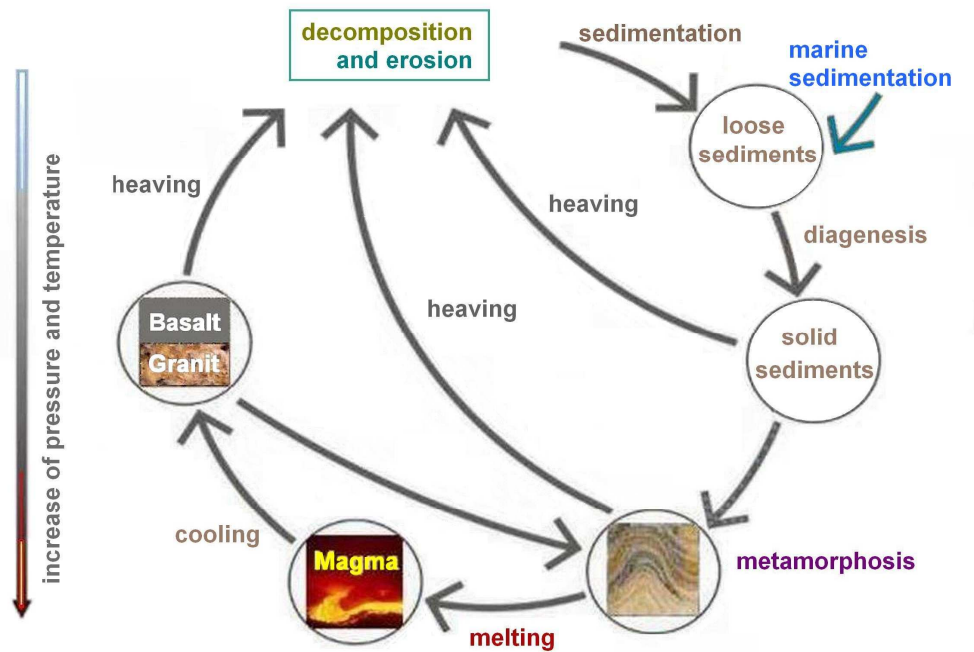 decomposition
and erosion
sedimentation
marine
sedimentation
loose
sediments
heaving
heaving
diagenesis
heaving
Basalt
Granit
solid
sediments
increase of pressure and temperature
cooling
Magma
metamorphosis
melting